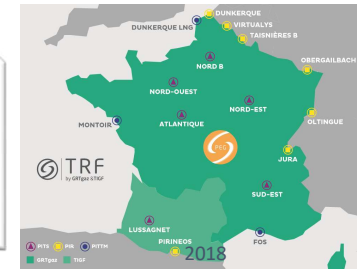 DUNKERQUE
DUNKERQUE LNG
VIRTUALYS
TAISNIÈRES B
NORD B
OBERGAILBACH
NORD-OUEST
NORD-EST
OLTINGUE
MONTOIR
ATLANTIQUE
PEG
JURA
TRF
by GRTgaz &TIGF
SUD-EST
LUSSAGNET
PITS PIR PITTM
PIRINEOS
2018
FOS
GRTgaz TIGF